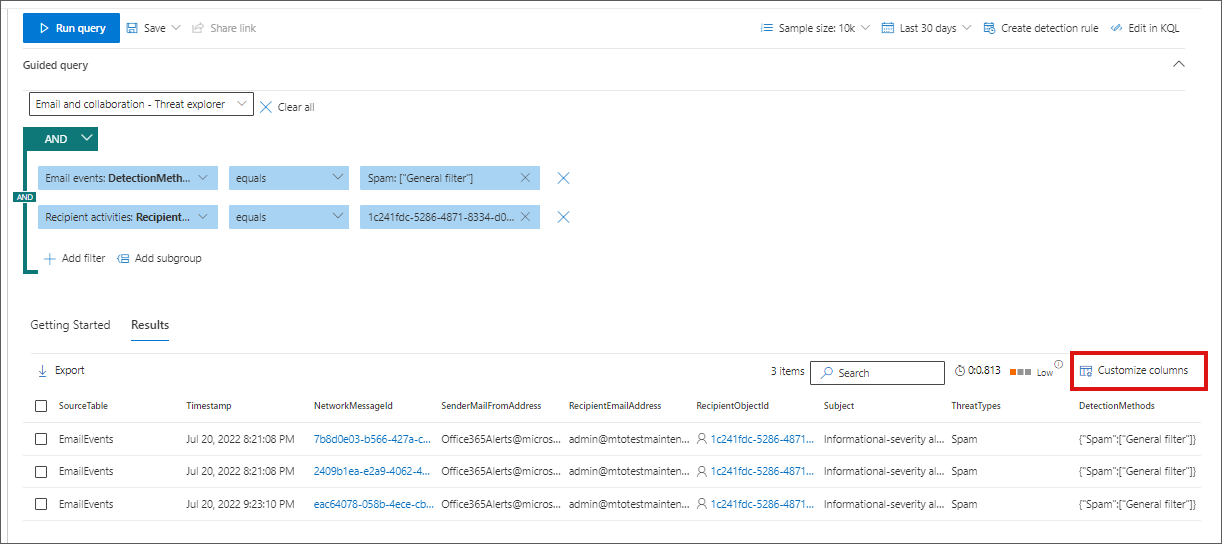 Run query Save Share link Sample size: 10k Last 30 days Create detection rule Edit in KQL
Guided query
Email and collaboration - Threat explorer Clear all
AND
Email events: DetectionMeth... equals Spam: ["General filter"]
AND
Recipient activities: Recipient... equals 1c241fdc-5286-4871-8334-d0...
Add filter Add subgroup
Getting Started Results
Export 3 items Search 0:0.813 Low Customize columns
SourceTable Timestamp NetworkMessageId SenderMailFromAddress RecipientEmailAddress RecipientObjectId Subject ThreatTypes DetectionMethods
EmailEvents Jul 20, 2022 8:21:08 PM 7b8d0e03-b566-427a-c... Office365Alerts@micros... admin@mtotestmainten... 1c241fdc-5286-4871... Informational-severity al... Spam {"Spam":["General filter"]}
EmailEvents Jul 20, 2022 8:21:08 PM 2409b1ea-e2a9-4062-4... Office365Alerts@micros... admin@mtotestmainten... 1c241fdc-5286-4871... Informational-severity al... Spam {"Spam":["General filter"]}
EmailEvents Jul 20, 2022 9:23:10 PM eac64078-058b-4ece-cb... Office365Alerts@micros... admin@mtotestmainten... 1c241fdc-5286-4871... Informational-severity al... Spam {"Spam":["General filter"]}